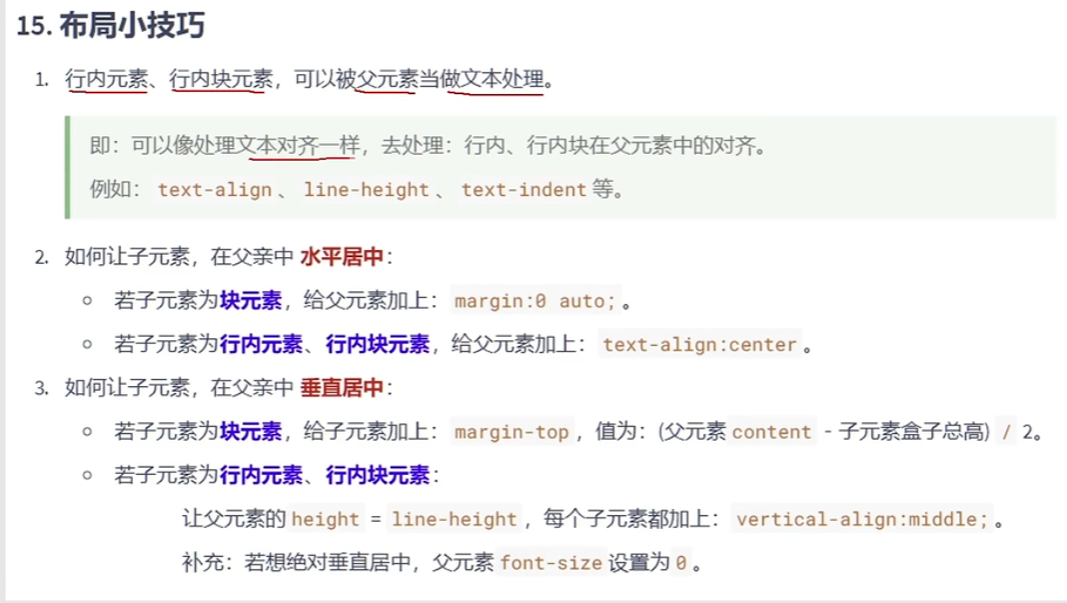 15. 布局小技巧
1. 行内元素、行内块元素，可以被父元素当做文本处理。
即：可以像处理文本对齐一样，去处理：行内、行内块在父元素中的对齐。
例如： text-align 、 line-height 、 text-indent 等。
2. 如何让子元素，在父亲中 水平居中：
○ 若子元素为块元素，给父元素加上： margin:0 auto; 。
○ 若子元素为行内元素、行内块元素，给父元素加上： text-align:center 。
3. 如何让子元素，在父亲中 垂直居中：
○ 若子元素为块元素，给子元素加上： margin-top ，值为：(父元素 content - 子元素盒子总高) / 2。
○ 若子元素为行内元素、行内块元素：
让父元素的 height = line-height ，每个子元素都加上： vertical-align:middle; 。
补充：若想绝对垂直居中，父元素 font-size 设置为 0 。